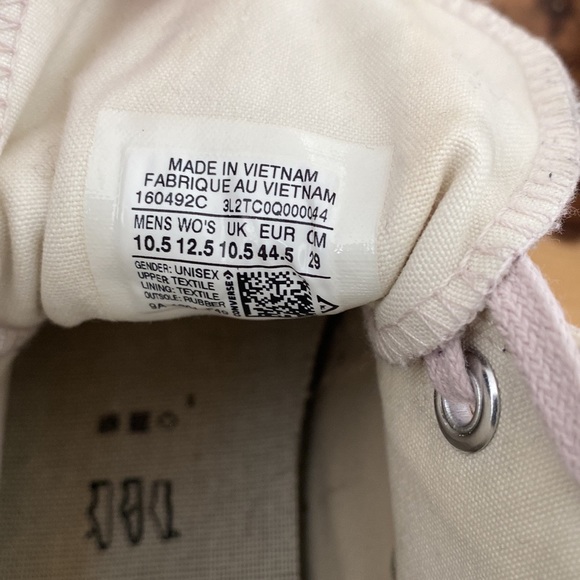 MADE IN VIETNAM
FABRIQUE AU VIETNAM
160492C 3L2TC0Q000044
MENS WO'S UK EUR CM
10.5 12.5 10.5 44.5 29
GENDER: UNISEX
UPPER TEXTILE
LINING: TEXTILE
OUTSOLE: RUBBER
CONVERSE